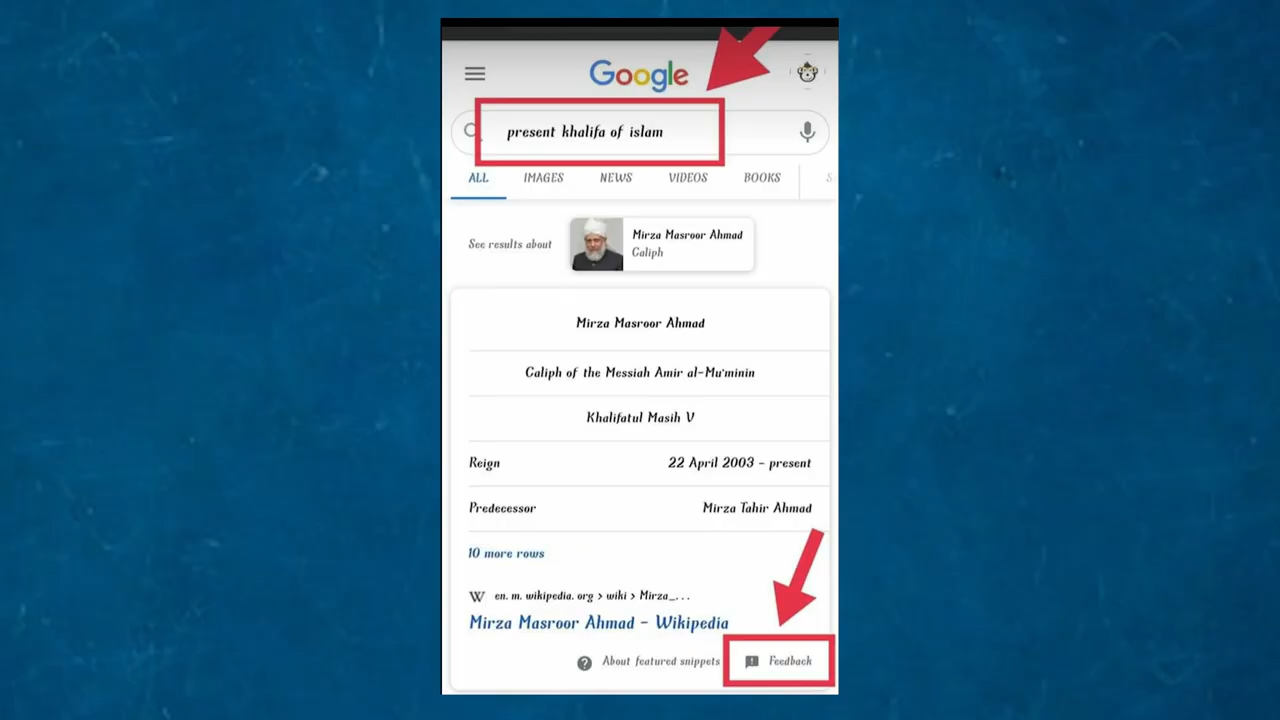 Google
present khalifa of islam
ALL IMAGES NEWS VIDEOS BOOKS S
See results about
Mirza Masroor Ahmad
Caliph
Mirza Masroor Ahmad
Caliph of the Messiah Amir al-Mu'minin
Khalifatul Masih V
Reign 22 April 2003 – present
Predecessor Mirza Tahir Ahmad
10 more rows
W en. m. wikipedia. org > wiki > Mirza_. . .
Mirza Masroor Ahmad – Wikipedia
About featured snippets Feedback